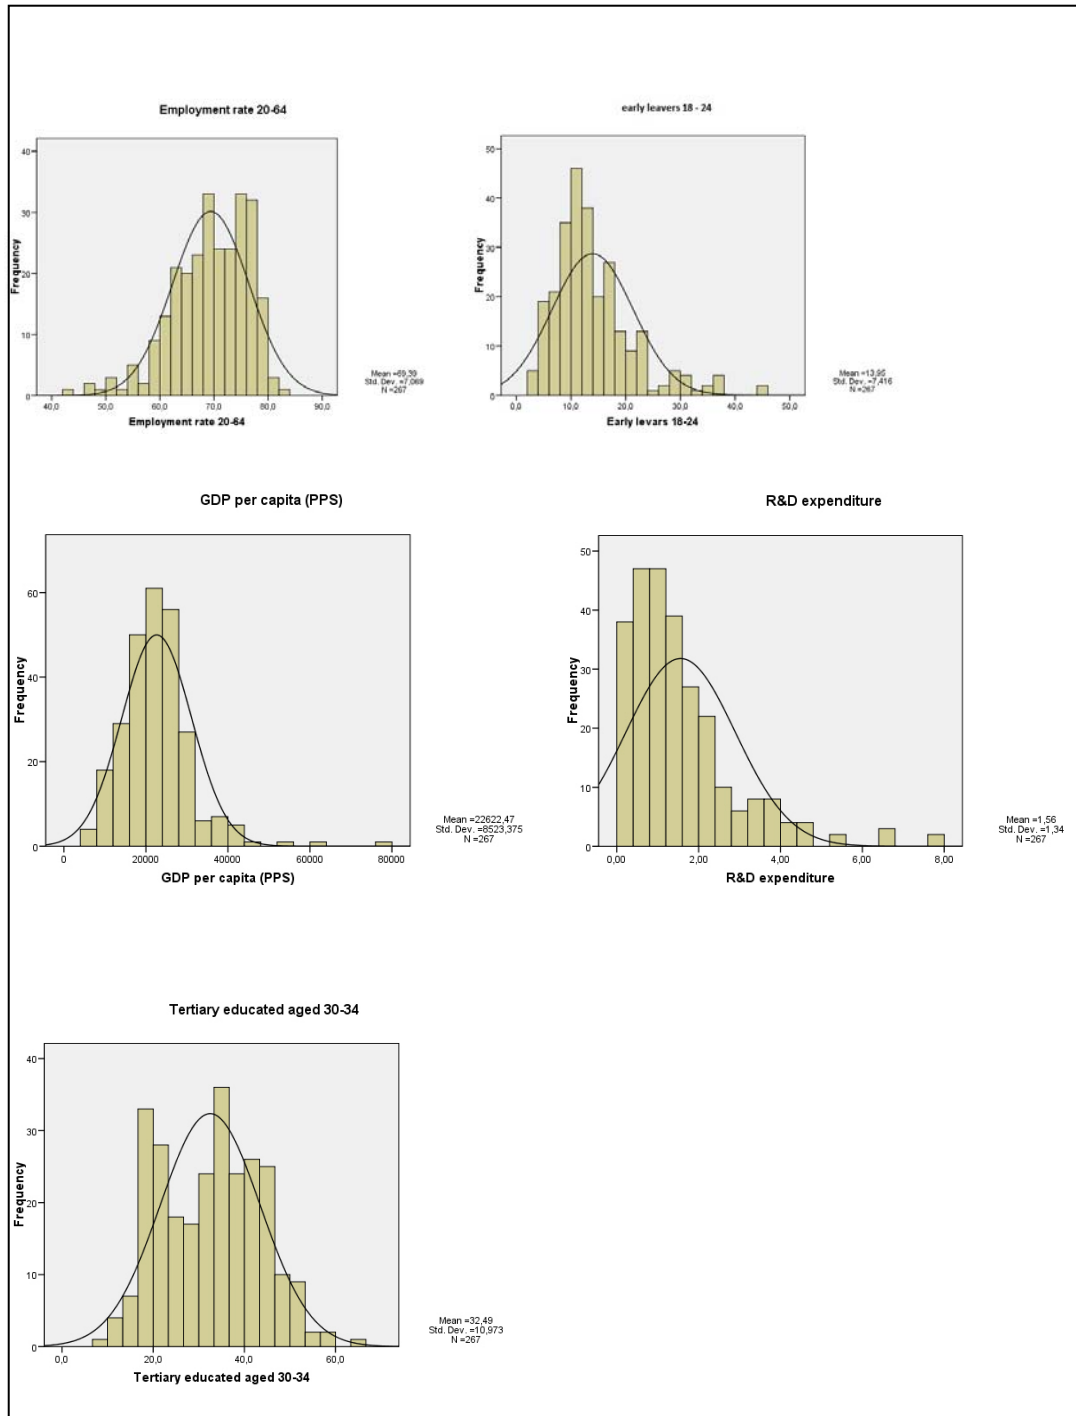 Employment rate 20-64
40
30
20
10
0
Frequency
40,0 50,0 60,0 70,0 80,0 90,0
Employment rate 20-64
Mean =69,39
Std. Dev. =7,069
N =267
early leavers 18 - 24
50
40
30
20
10
0
Frequency
0,0 10,0 20,0 30,0 40,0 50,0
Early levars 18-24
Mean =13,95
Std. Dev. =7,416
N =267
GDP per capita (PPS)
60
40
20
0
Frequency
0 20000 40000 60000 80000
GDP per capita (PPS)
Mean =22622,47
Std. Dev. =8523,375
N =267
R&D expenditure
50
40
30
20
10
0
Frequency
0,00 2,00 4,00 6,00 8,00
R&D expenditure
Mean =1,56
Std. Dev. =1,34
N =267
Tertiary educated aged 30-34
40
30
20
10
0
Frequency
0,0 20,0 40,0 60,0
Tertiary educated aged 30-34
Mean =32,49
Std. Dev. =10,973
N =267